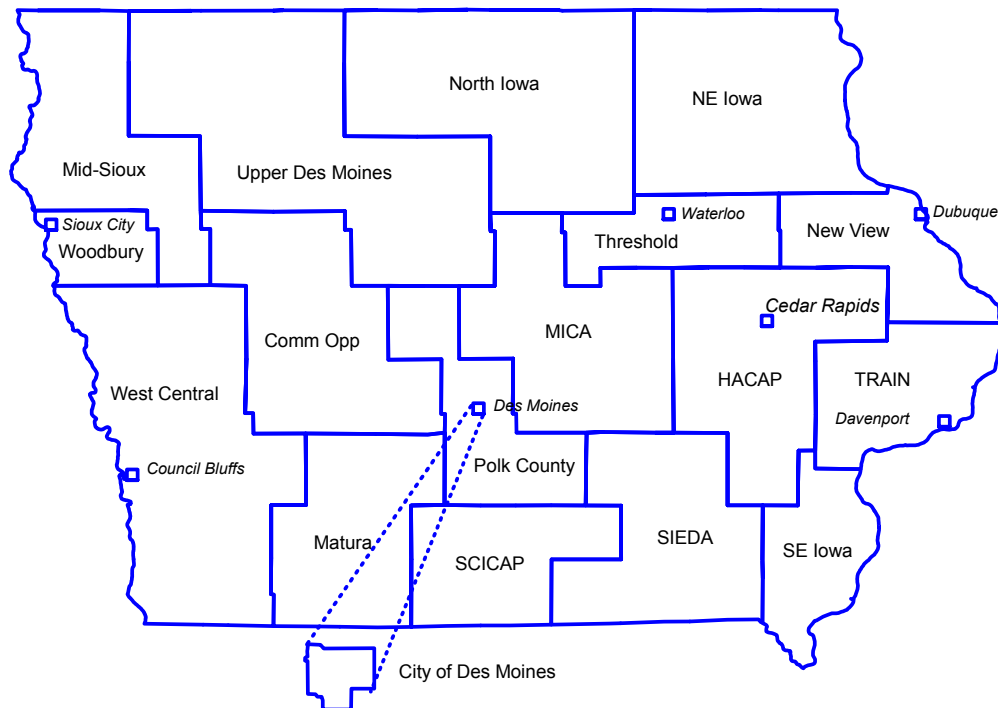 North Iowa
NE Iowa
Mid-Sioux
Upper Des Moines
Sioux City
Woodbury
Waterloo
Threshold
New View
Dubuque
Cedar Rapids
Comm Opp
MICA
HACAP
TRAIN
West Central
Des Moines
Davenport
Council Bluffs
Polk County
Matura
SCICAP
SIEDA
SE Iowa
City of Des Moines